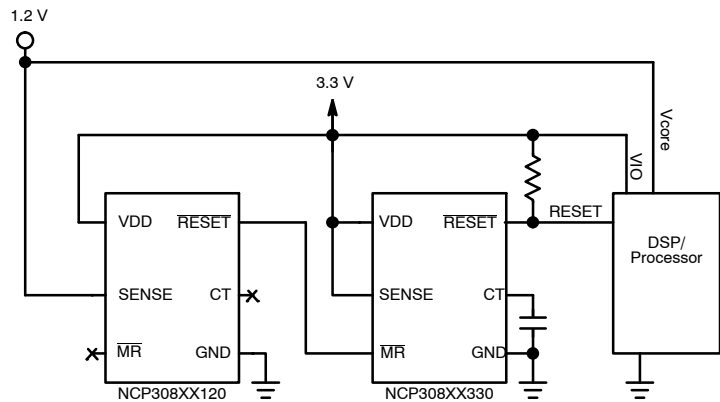 1.2 V
3.3 V
Vcore
VIO
VDD
RESET
SENSE
CT
MR
GND
NCP308XX120
VDD
RESET
SENSE
CT
MR
GND
NCP308XX330
RESET
DSP/
Processor